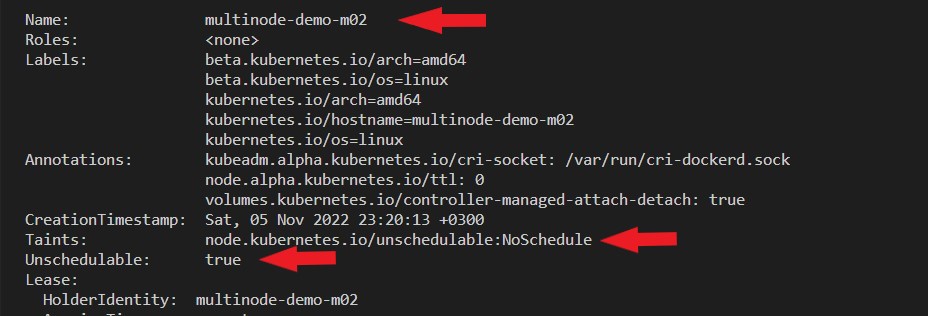 Name: multinode-demo-m02
Roles: <none>
Labels: beta.kubernetes.io/arch=amd64
beta.kubernetes.io/os=linux
kubernetes.io/arch=amd64
kubernetes.io/hostname=multinode-demo-m02
kubernetes.io/os=linux
Annotations: kubeadm.alpha.kubernetes.io/cri-socket: /var/run/cri-dockerd.sock
node.alpha.kubernetes.io/ttl: 0
volumes.kubernetes.io/controller-managed-attach-detach: true
CreationTimestamp: Sat, 05 Nov 2022 23:20:13 +0300
Taints: node.kubernetes.io/unschedulable:NoSchedule
Unschedulable: true
Lease:
HolderIdentity: multinode-demo-m02